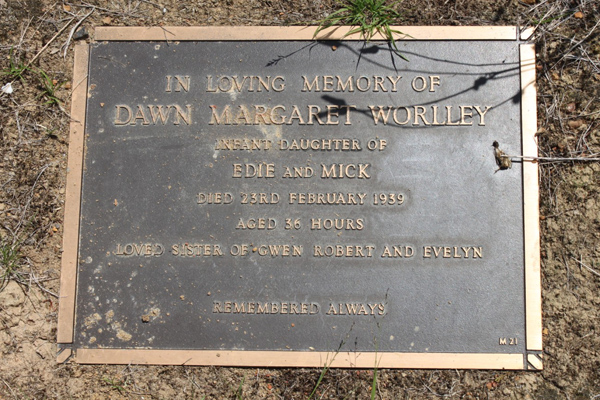 IN LOVING MEMORY OF
DAWN MARGARET WORLLEY
INFANT DAUGHTER OF
EDIE AND MICK
DIED 23RD FEBRUARY 1939
AGED 36 HOURS
LOVED SISTER OF GWEN ROBERT AND EVELYN
REMEMBERED ALWAYS
M 21